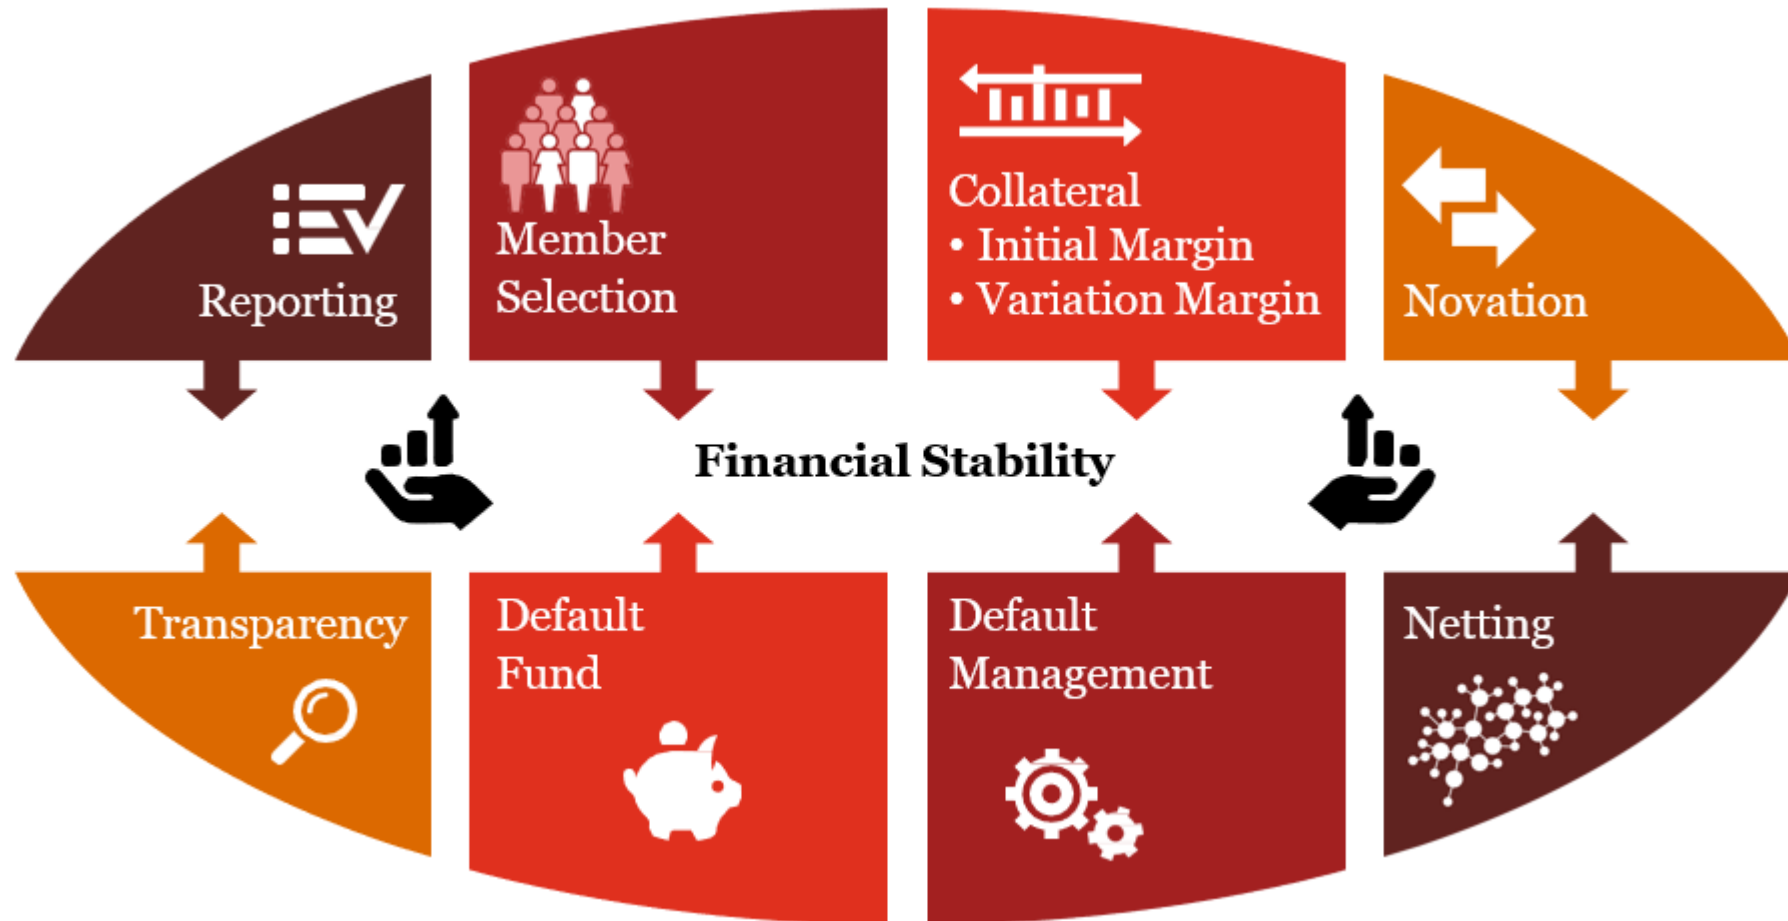 Reporting
Member
Selection
Collateral
• Initial Margin
• Variation Margin
Novation
Financial Stability
Transparency
Default
Fund
Default
Management
Netting